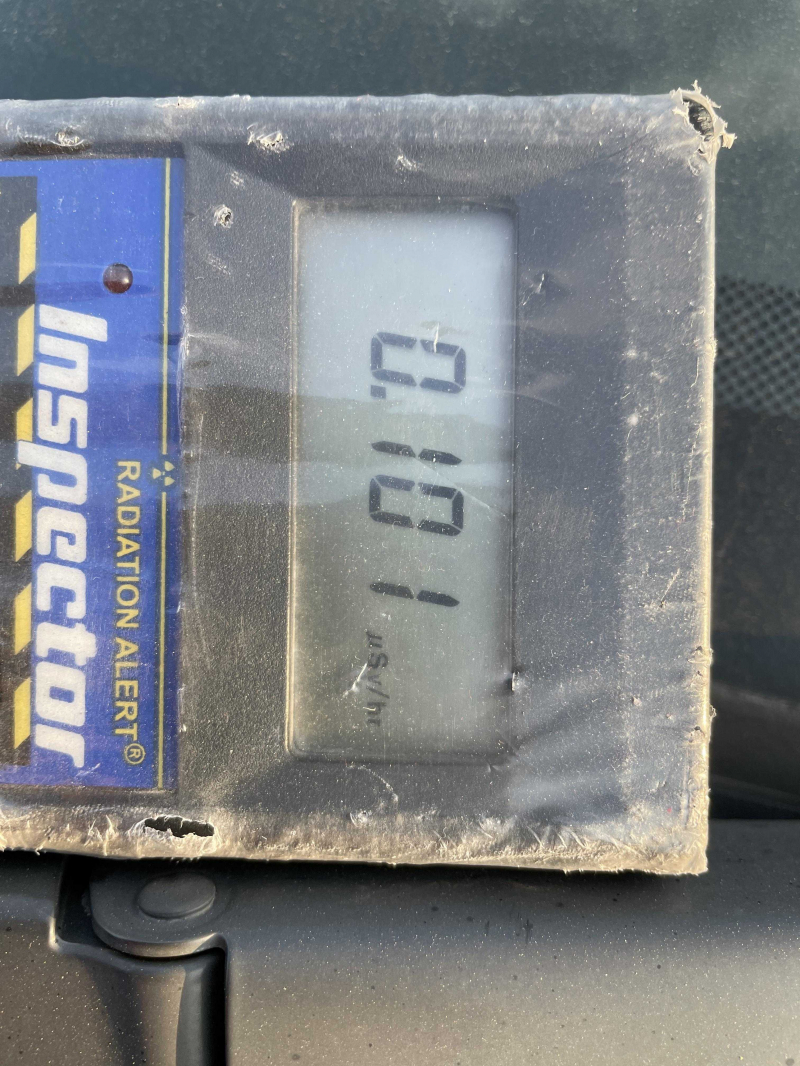 0.101
μSv/hr
RADIATION ALERT®
Inspector